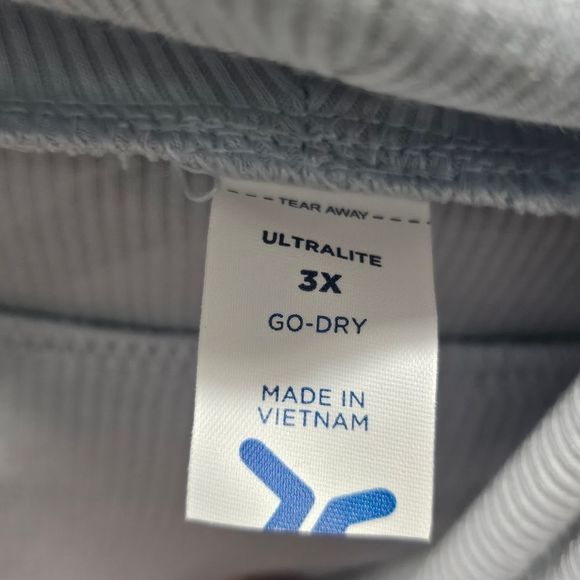 TEAR AWAY
ULTRALITE
3X
GO-DRY
MADE IN
VIETNAM